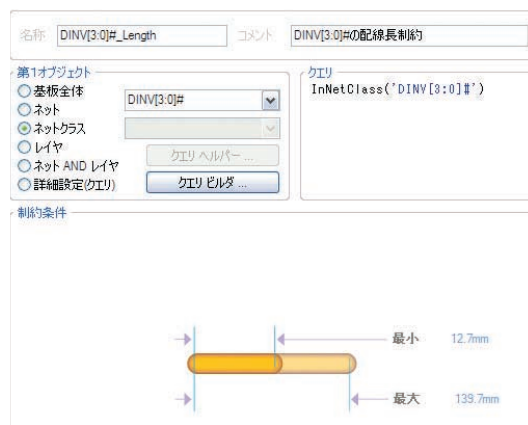 名称 DINV[3:0]#_Length コメント DINV[3:0]#の配線長制約
第1オブジェクト
基板全体
ネット
ネットクラス
レイヤ
ネット AND レイヤ
詳細設定(クエリ)
DINV[3:0]#
クエリ ヘルパー ...
クエリ ビルダ ...
クエリ
InNetClass('DINV[3:0]#')
制約条件
最小 12.7mm
最大 139.7mm